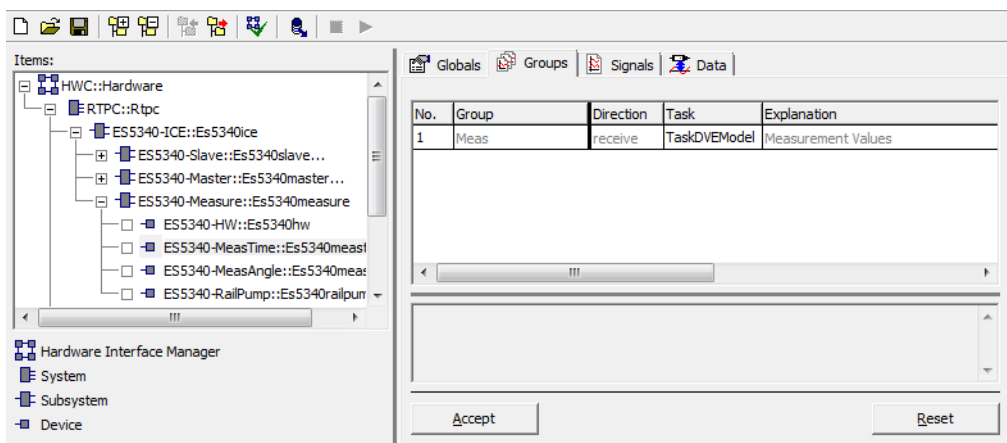 Items:
HWC::Hardware
RTPC::Rtpc
ES5340-ICE::Es5340ice
ES5340-Slave::Es5340slave...
ES5340-Master::Es5340master...
ES5340-Measure::Es5340measure
ES5340-HW::Es5340hw
ES5340-MeasTime::Es5340meast
ES5340-MeasAngle::Es5340meas
ES5340-RailPump::Es5340railpum
Hardware Interface Manager
System
Subsystem
Device
Globals Groups Signals Data
No. Group Direction Task Explanation
1 Meas receive TaskDVEModel Measurement Values
Accept Reset